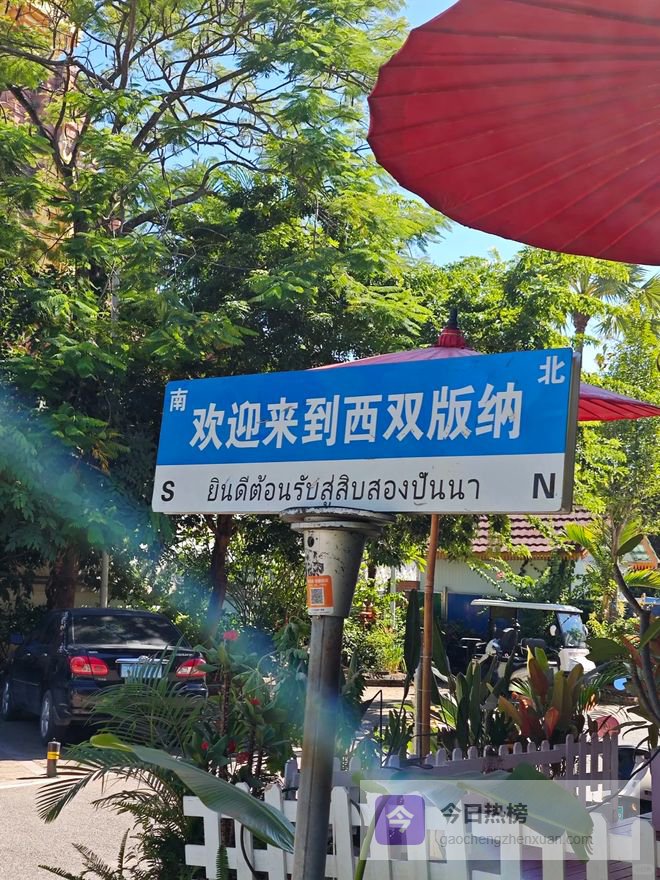 南 北
欢迎来到西双版纳
S ยินดีต้อนรับสู่สิบสองปันนา N
今 今日热榜
gaochengzhenxuan.com